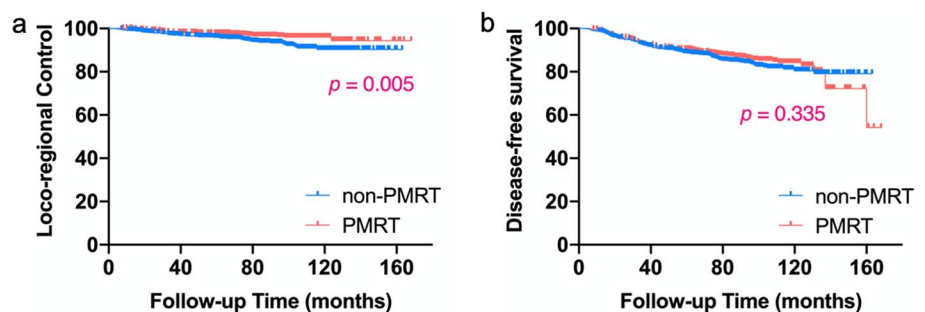 a
Loco-regional Control
100
80
60
40
20
0
p = 0.005
non-PMRT
PMRT
0 40 80 120 160
Follow-up Time (months)
b
Disease-free survival
100
80
60
40
20
0
p = 0.335
non-PMRT
PMRT
0 40 80 120 160
Follow-up Time (months)